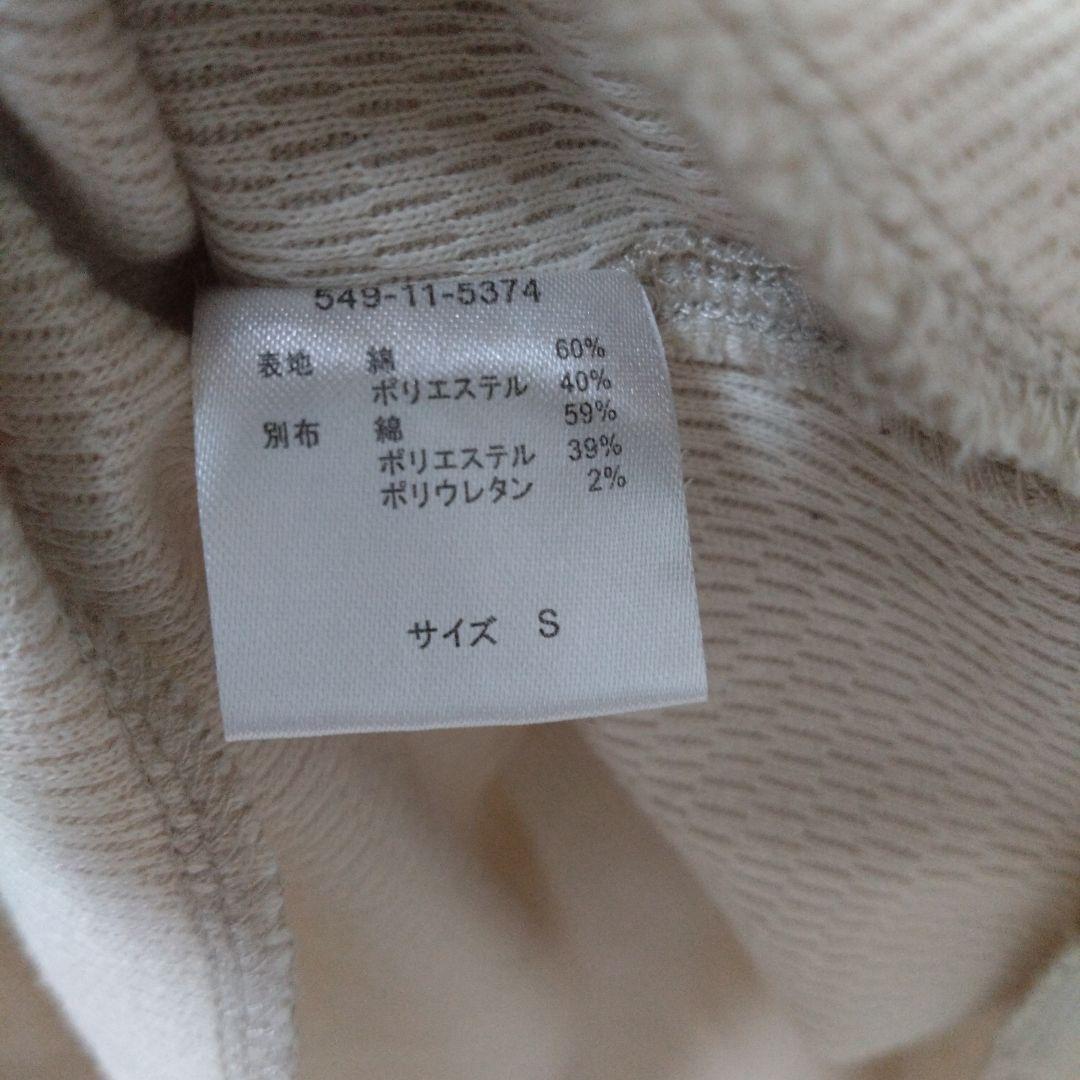 549-11-5374
表地 綿 60%
ポリエステル 40%
別布 綿 59%
ポリエステル 39%
ポリウレタン 2%
サイズ S